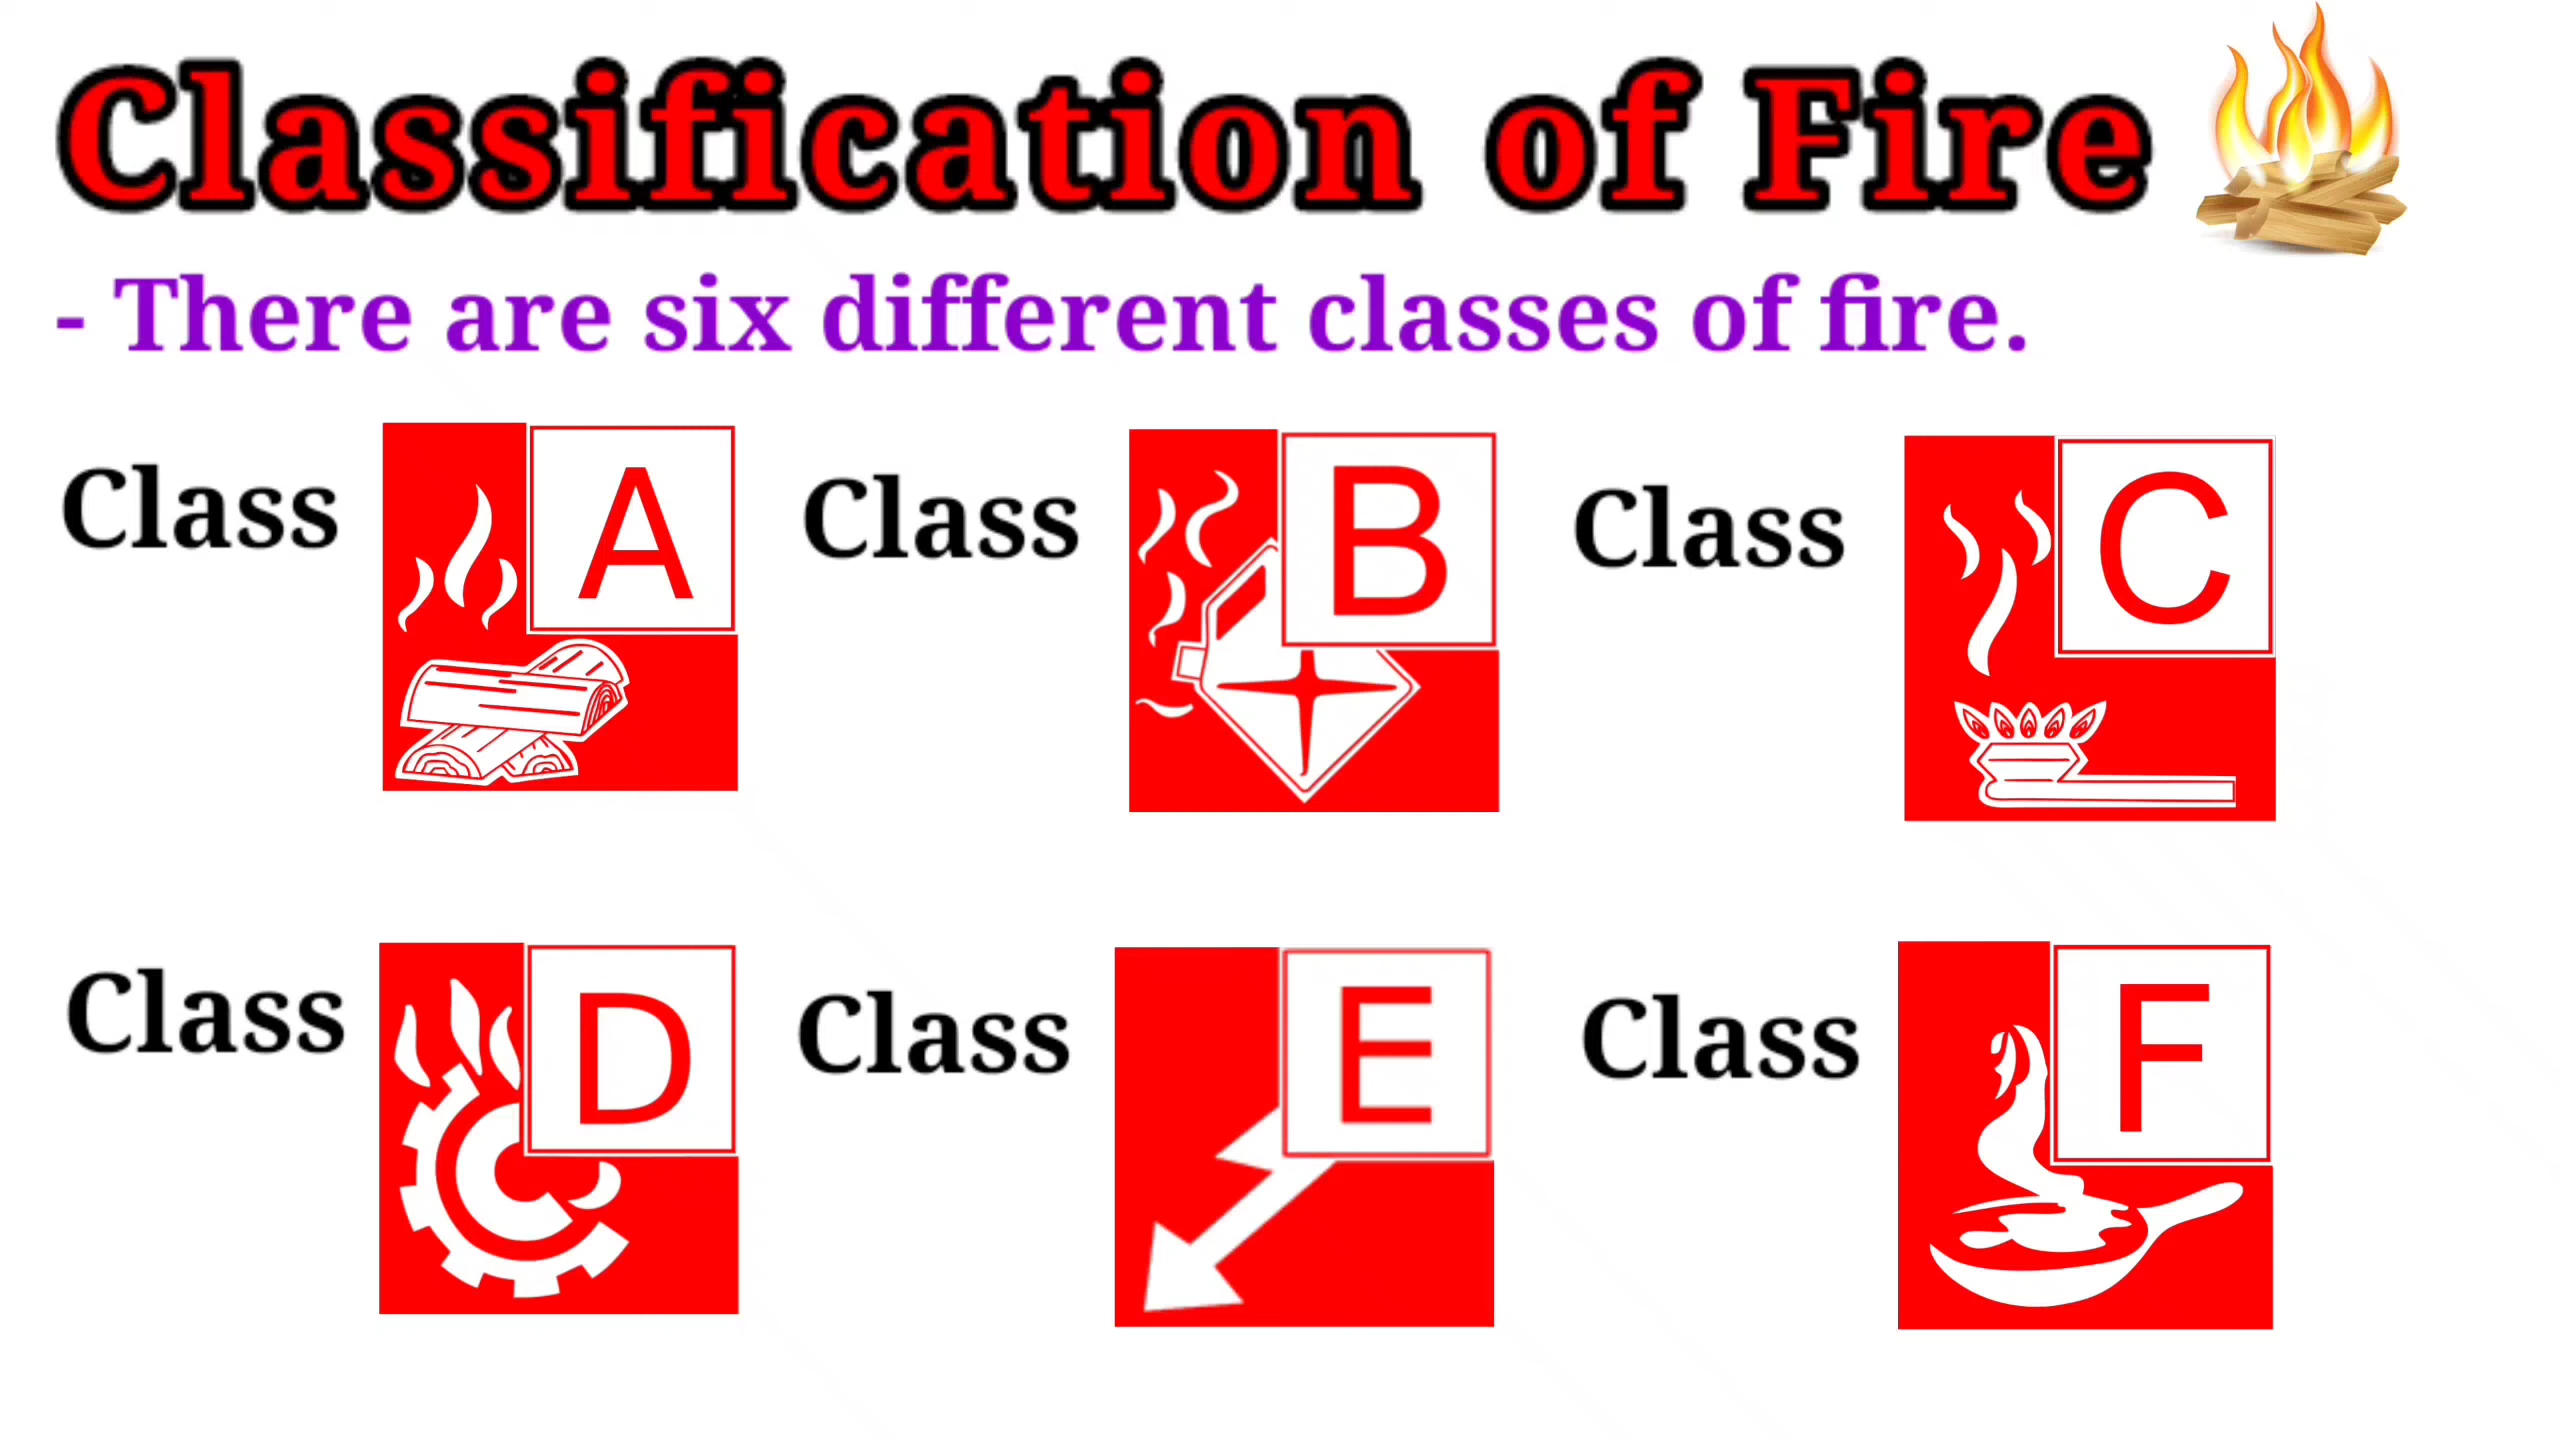 Classification of Fire
- There are six different classes of fire.
Class A Class B Class C
Class D Class E Class F